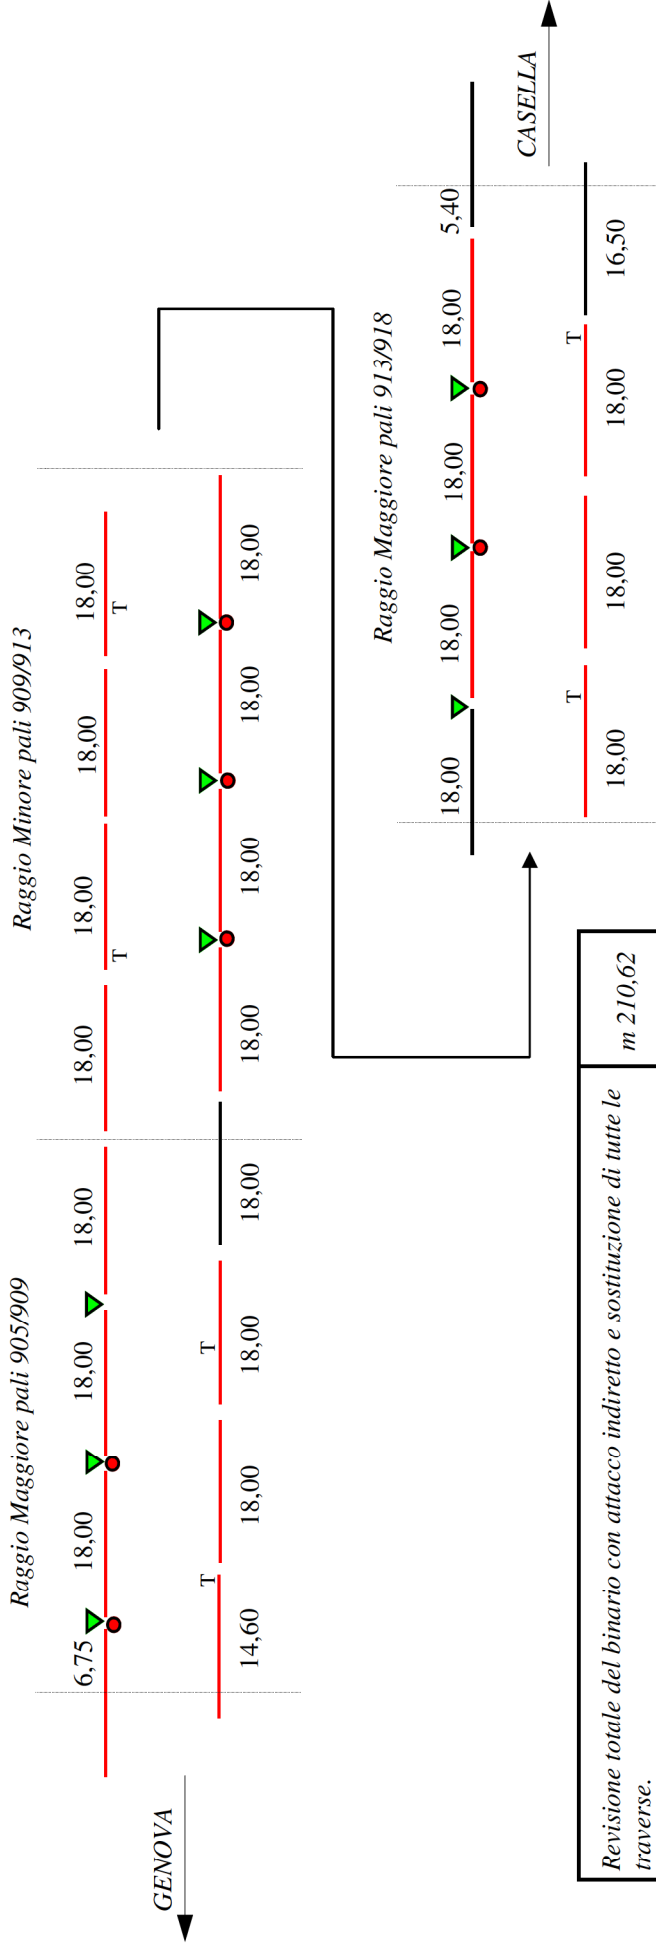 Raggio Maggiore pali 905/909
Raggio Minore pali 909/913
6,75 18,00 18,00 18,00 18,00 18,00 18,00 18,00
T T
T T
14,60 18,00 18,00 18,00 18,00 18,00 18,00 18,00
GENOVA
Raggio Maggiore pali 913/918
18,00 18,00 18,00 18,00 5,40
CASELLA
T T
18,00 18,00 18,00 16,50
Revisione totale del binario con attacco indiretto e sostituzione di tutte le
traverse.
m 210,62